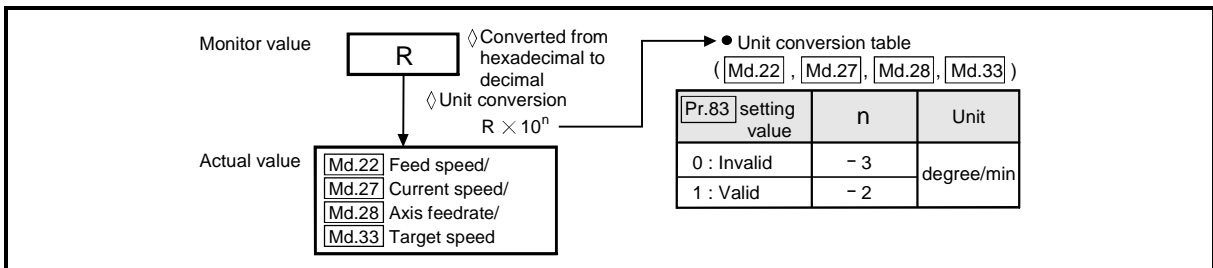 Monitor value
R
◊Converted from
hexadecimal to
decimal
◊Unit conversion
R × 10ⁿ
Actual value
Md.22 Feed speed/
Md.27 Current speed/
Md.28 Axis feedrate/
Md.33 Target speed
● Unit conversion table
( Md.22 , Md.27, Md.28, Md.33 )
Pr.83 setting value n Unit
0 : Invalid -3 degree/min
1 : Valid -2